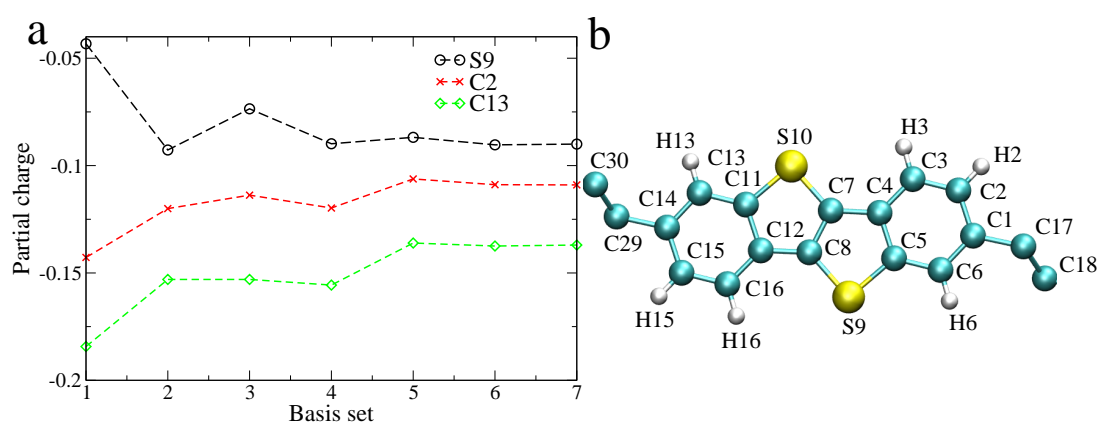 a
Partial charge
-0.05
-0.1
-0.15
-0.2
1 2 3 4 5 6 7
Basis set
S9
C2
C13
b
S10
H3
H13
H2
C30
C13
C3
C11
C7
C4
C2
C14
C1
C17
C12
C29
C8
C5
C15
C18
C6
C16
H15
S9
H6
H16